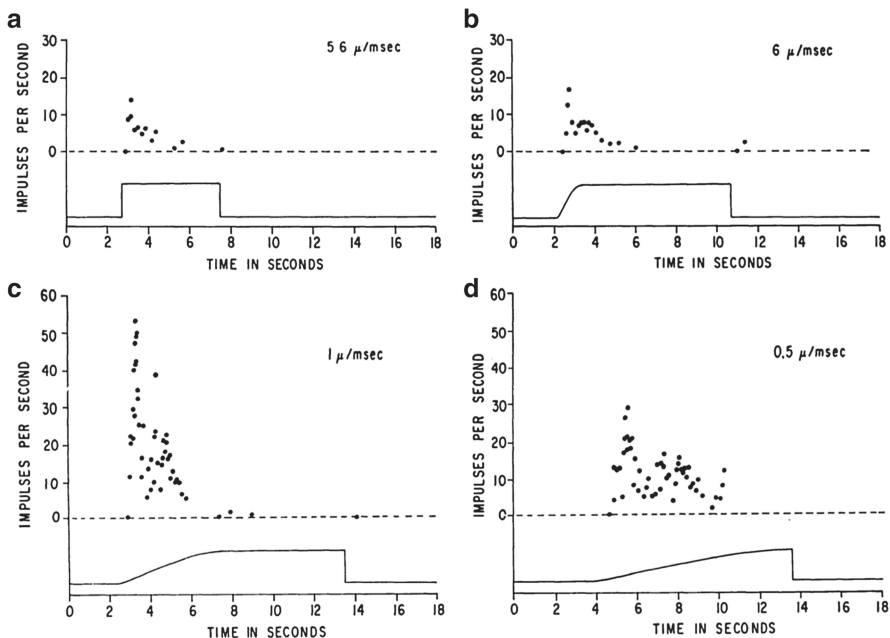 a
56 μ/msec
IMPULSES PER SECOND
30
20
10
0
0 2 4 6 8 10 12 14 16 18
TIME IN SECONDS
b
6 μ/msec
IMPULSES PER SECOND
30
20
10
0
0 2 4 6 8 10 12 14 16 18
TIME IN SECONDS
c
1 μ/msec
IMPULSES PER SECOND
60
50
40
30
20
10
0
0 2 4 6 8 10 12 14 16 18
TIME IN SECONDS
d
0.5 μ/msec
IMPULSES PER SECOND
60
50
40
30
20
10
0
0 2 4 6 8 10 12 14 16 18
TIME IN SECONDS